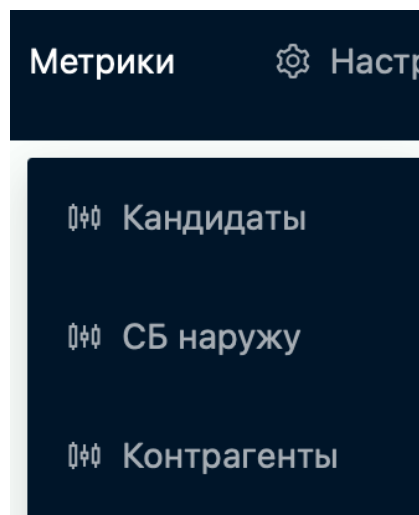 Метрики Настр
Кандидаты
СБ наружу
Контрагенты